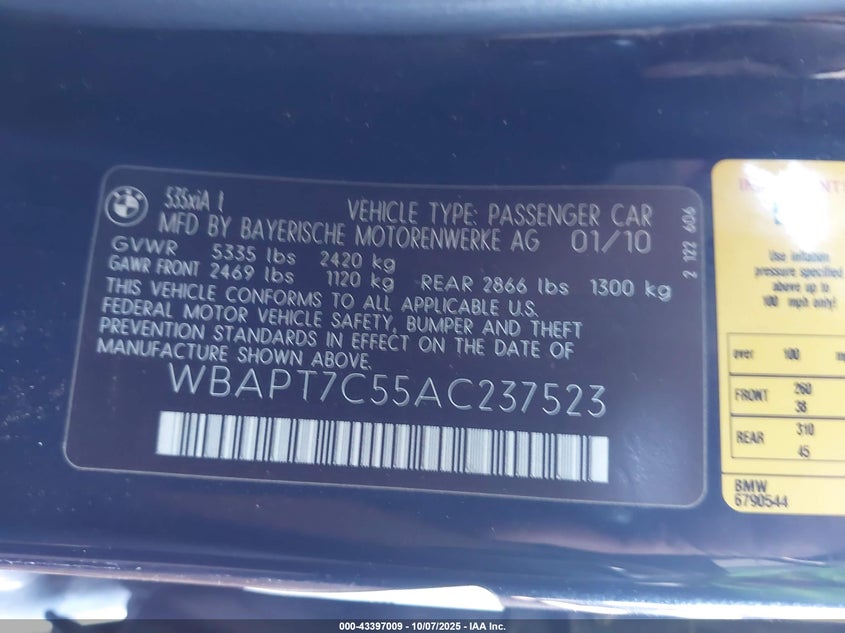 535xiA I
VEHICLE TYPE: PASSENGER CAR
MFD BY BAYERISCHE MOTORENWERKE AG 01/10
GVWR 5335 lbs 2420 kg
GAWR FRONT 2469 lbs 1120 kg REAR 2866 lbs 1300 kg
THIS VEHICLE CONFORMS TO ALL APPLICABLE U.S.
FEDERAL MOTOR VEHICLE SAFETY, BUMPER AND THEFT
PREVENTION STANDARDS IN EFFECT ON THE DATE OF
MANUFACTURE SHOWN ABOVE.
WBAPT7C55AC237523
2 122 606
Use inflation
pressure specified
above up to
100 mph only!
over 100
FRONT 260
38
REAR 310
45
BMW
6790544
000-43397009 - 10/07/2025 - IAA Inc.